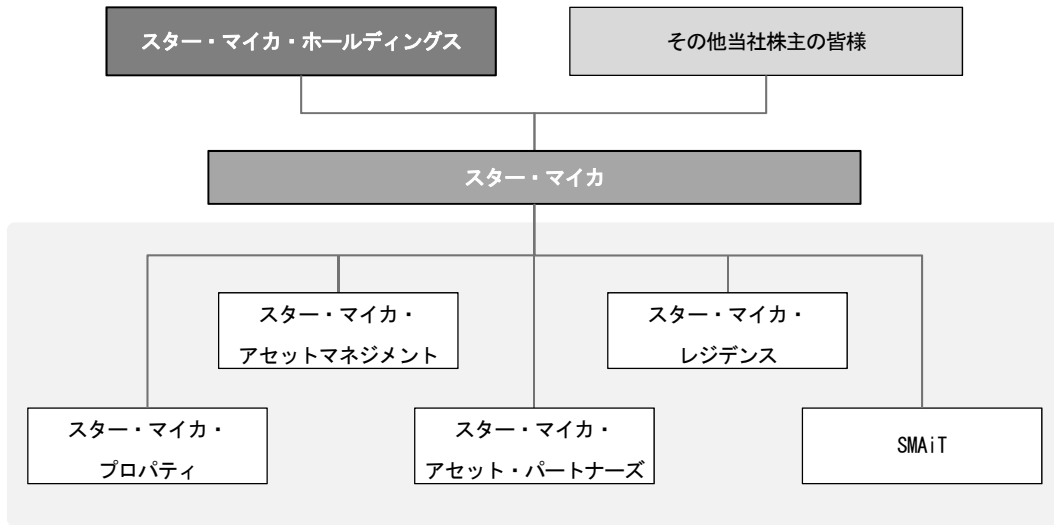 スター・マイカ・ホールディングス
その他当社株主の皆様
スター・マイカ
スター・マイカ・
アセットマネジメント
スター・マイカ・
レジデンス
スター・マイカ・
プロパティ
スター・マイカ・
アセット・パートナーズ
SMAiT